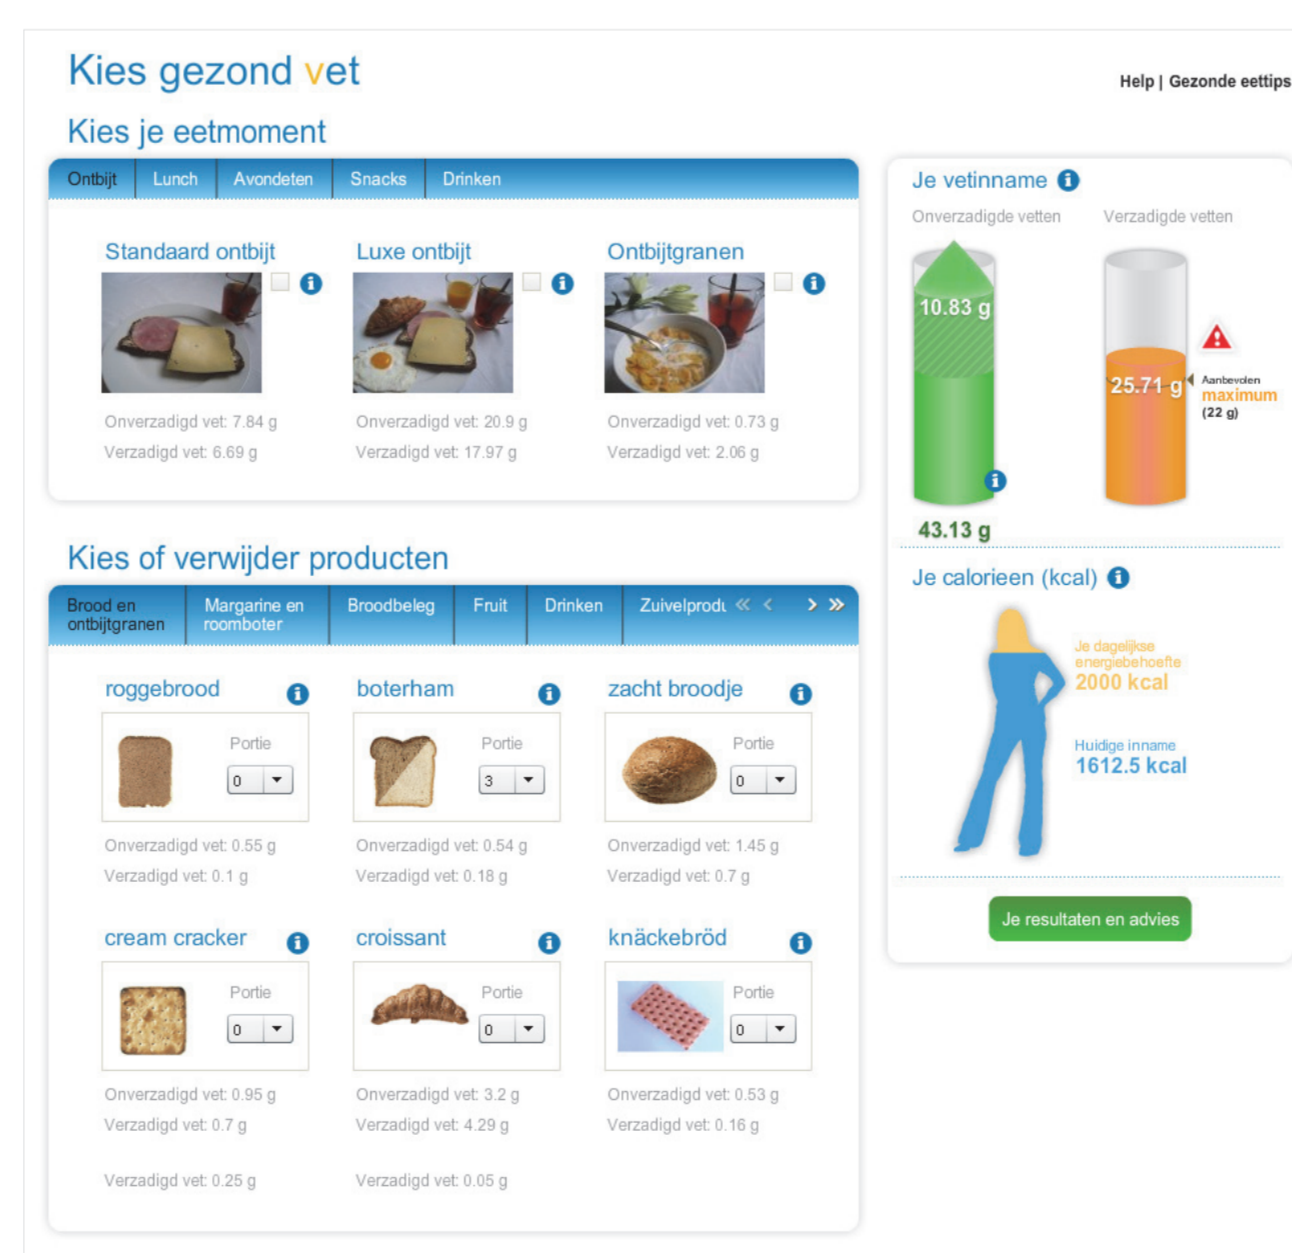 Kies gezond vet
Help | Gezonde eettips
Kies je eetmoment
Ontbijt Lunch Avondeten Snacks Drinken
Standaard ontbijt Luxe ontbijt Ontbijtgranen
Onverzadigd vet: 7.84 g Onverzadigd vet: 20.9 g Onverzadigd vet: 0.73 g
Verzadigd vet: 6.69 g Verzadigd vet: 17.97 g Verzadigd vet: 2.06 g
Kies of verwijder producten
Brood en ontbijtgranen Margarine en roomboter Broodbeleg Fruit Drinken Zuivelprodu
roggebrood boterham zacht broodje
Portie Portie Portie
0 3 0
Onverzadigd vet: 0.55 g Onverzadigd vet: 0.54 g Onverzadigd vet: 1.45 g
Verzadigd vet: 0.1 g Verzadigd vet: 0.18 g Verzadigd vet: 0.7 g
cream cracker croissant knäckebröd
Portie Portie Portie
0 0 0
Onverzadigd vet: 0.95 g Onverzadigd vet: 3.2 g Onverzadigd vet: 0.53 g
Verzadigd vet: 0.7 g Verzadigd vet: 4.29 g Verzadigd vet: 0.16 g
Verzadigd vet: 0.25 g Verzadigd vet: 0.05 g
Je vetinname
Onverzadigde vetten Verzadigde vetten
10.83 g
25.71 g
Aanbevolen
maximum
(22 g)
43.13 g
Je calorieen (kcal)
Je dagelijkse
energiebehoefte
2000 kcal
Huidige inname
1612.5 kcal
Je resultaten en advies